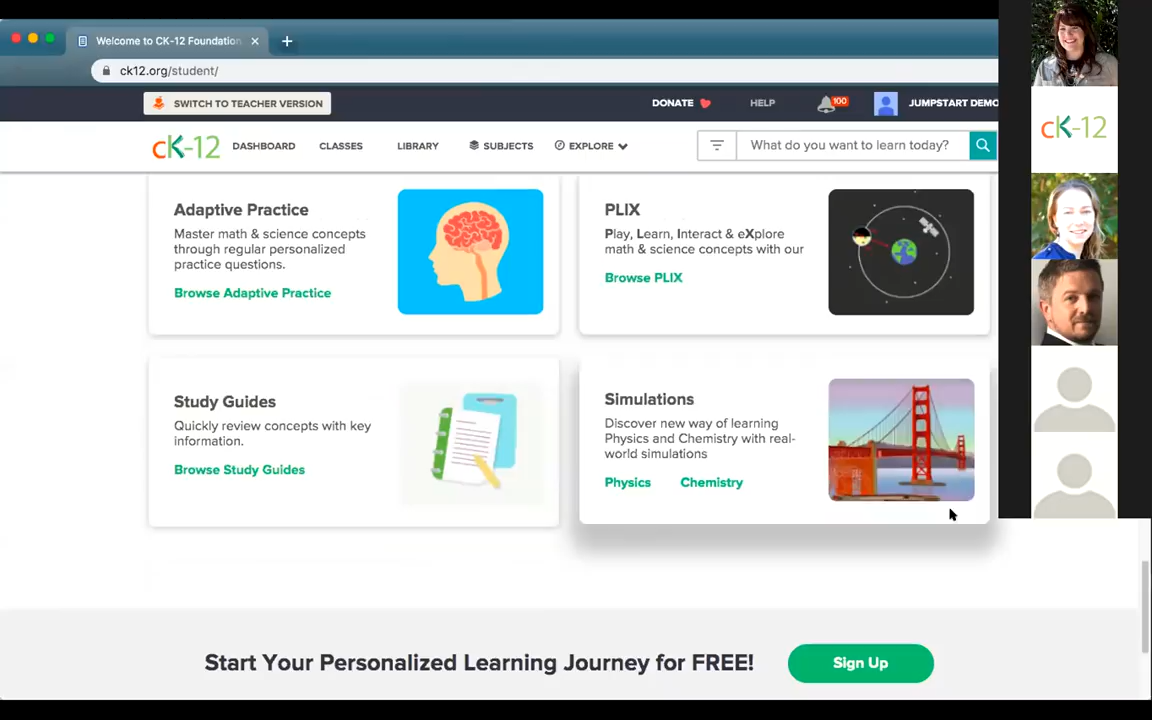 Welcome to CK-12 Foundation
ck12.org/student/
SWITCH TO TEACHER VERSION
DONATE
HELP
100
JUMPSTART DEMO
cK-12
DASHBOARD
CLASSES
LIBRARY
SUBJECTS
EXPLORE
What do you want to learn today?
cK-12
Adaptive Practice
Master math & science concepts
through regular personalized
practice questions.
Browse Adaptive Practice
PLIX
Play, Learn, Interact & eXplore
math & science concepts with our
Browse PLIX
Study Guides
Quickly review concepts with key
information.
Browse Study Guides
Simulations
Discover new way of learning
Physics and Chemistry with real-
world simulations
Physics Chemistry
Start Your Personalized Learning Journey for FREE!
Sign Up